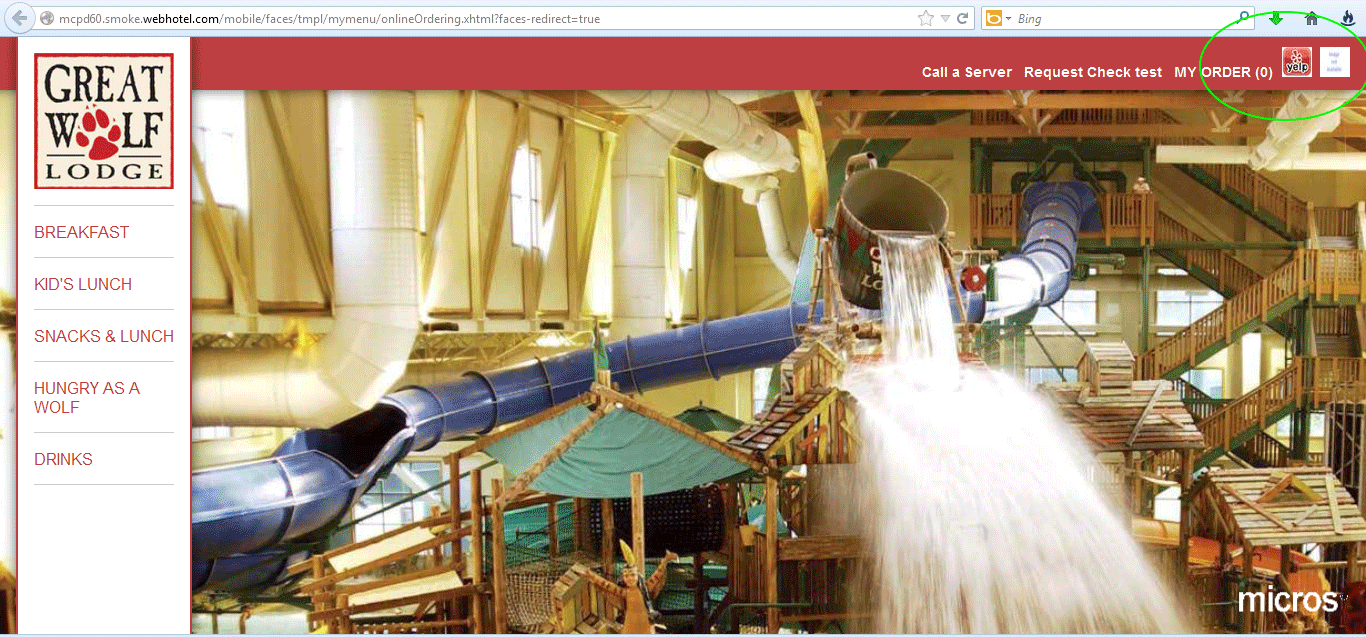 mcpd60.smoke.webhotel.com/mobile/faces/tmpl/mymenu/onlineOrdering.xhtml?faces-redirect=true
Bing
Call a Server Request Check test MY ORDER (0)
yelp
GREAT
WOLF
LODGE
BREAKFAST
KID'S LUNCH
SNACKS & LUNCH
HUNGRY AS A
WOLF
DRINKS
micros